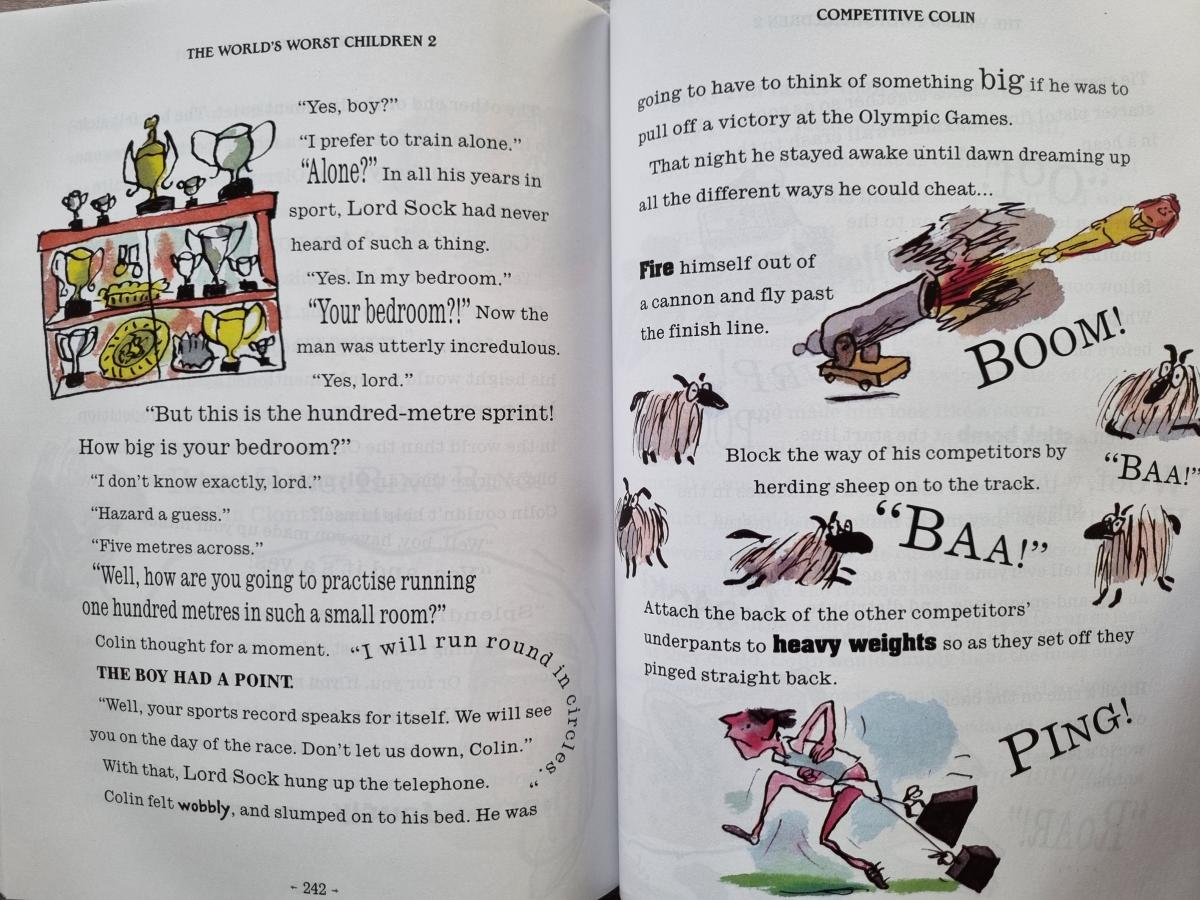 THE WORLD'S WORST CHILDREN 2
“Yes, boy?”
“I prefer to train alone.”
“Alone?” In all his years in
sport, Lord Sock had never
heard of such a thing.
“Yes. In my bedroom.”
“Your bedroom?!” Now the
man was utterly incredulous.
“Yes, lord.”
“But this is the hundred-metre sprint!
How big is your bedroom?”
“I don't know exactly, lord.”
“Hazard a guess.”
“Five metres across.”
“Well, how are you going to practise running
one hundred metres in such a small room?”
Colin thought for a moment. “I will run round in circles.”
THE BOY HAD A POINT.
“Well, your sports record speaks for itself. We will see
you on the day of the race. Don't let us down, Colin.”
With that, Lord Sock hung up the telephone.
Colin felt wobbly, and slumped on to his bed. He was
- 242 -
COMPETITIVE COLIN
going to have to think of something big if he was to
pull off a victory at the Olympic Games.
That night he stayed awake until dawn dreaming up
all the different ways he could cheat...
Fire himself out of
a cannon and fly past
the finish line.
BOOM!
Block the way of his competitors by
herding sheep on to the track.
“BAA!”
“BAA!”
Attach the back of the other competitors'
underpants to heavy weights so as they set off they
pinged straight back.
PING!